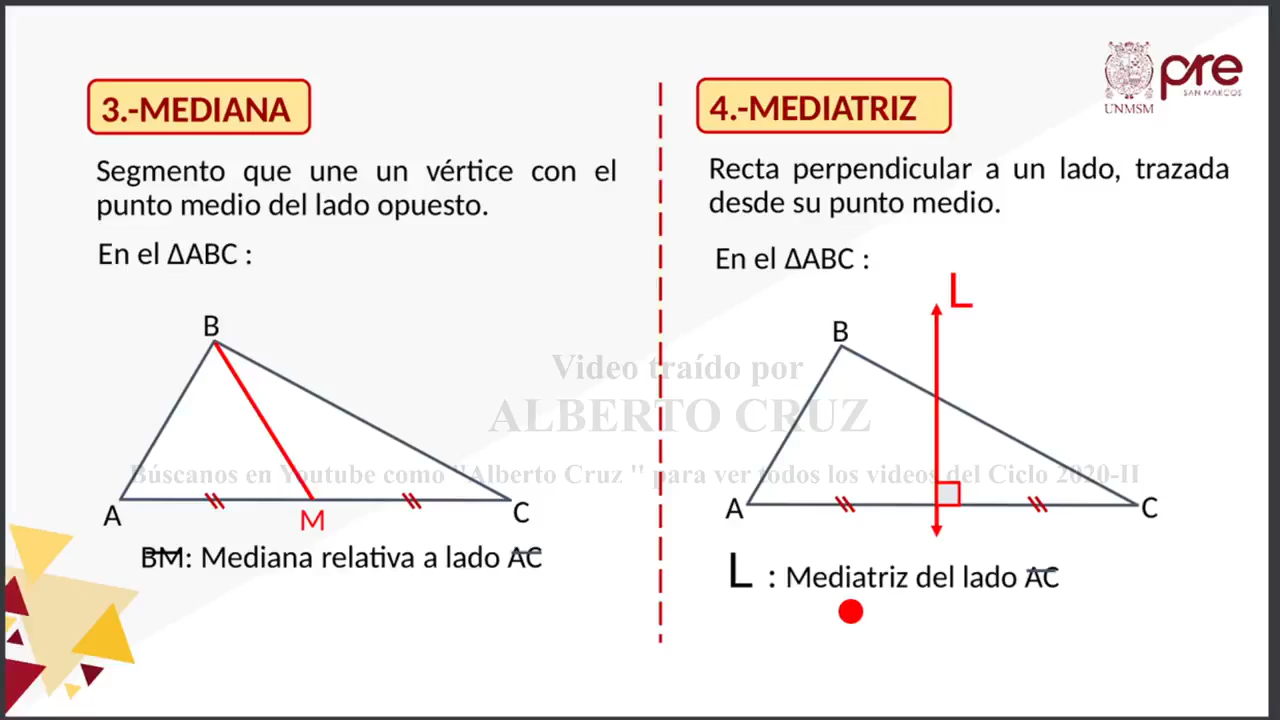 3.-MEDIANA
Segmento que une un vértice con el
punto medio del lado opuesto.
En el ΔABC :
B
A
M
C
BM: Mediana relativa a lado AC
4.-MEDIATRIZ
Recta perpendicular a un lado, trazada
desde su punto medio.
En el ΔABC :
L
B
A
C
L : Mediatriz del lado AC
UNMSM
pre
SAN MARCOS
Video traído por
ALBERTO CRUZ
Búscanos en Youtube como "Alberto Cruz " para ver todos los videos del Ciclo 2020-II